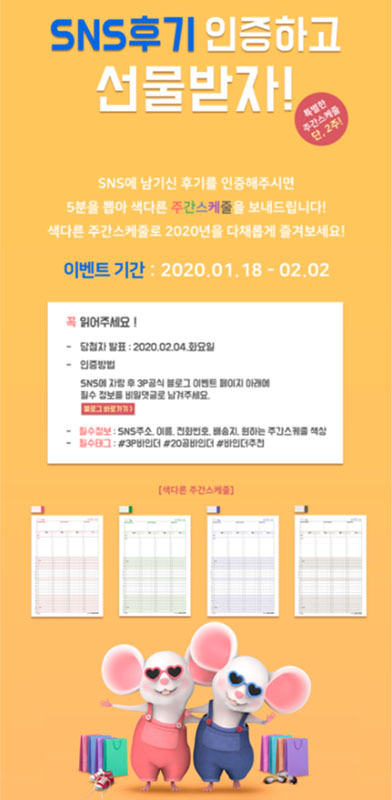 SNS후기 인증하고
선물받자!
특별한
주간스케줄
단, 2주!
SNS에 남기신 후기를 인증해주시면
5분을 뽑아 색다른 주간스케줄을 보내드립니다!
색다른 주간스케줄로 2020년을 다채롭게 즐겨보세요!
이벤트 기간 : 2020.01.18 - 02.02
꼭 읽어주세요 !
- 당첨자 발표 : 2020.02.04.화요일
- 인증방법
SNS에 자랑 후 3P공식 블로그 이벤트 페이지 아래에
필수 정보를 비밀댓글로 남겨주세요.
블로그 바로가기 >
- 필수정보 : SNS주소, 이름, 전화번호, 배송지, 원하는 주간스케줄 색상
- 필수태그 : #3P바인더 #20공바인더 #바인더추천
[색다른 주간스케줄]